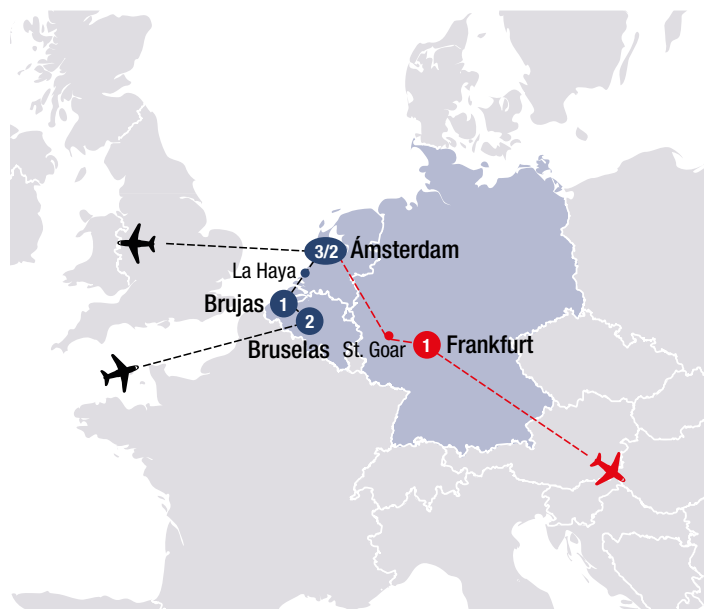 3/2 Ámsterdam
La Haya
Brujas 1
2
Bruselas
St. Goar
1 Frankfurt